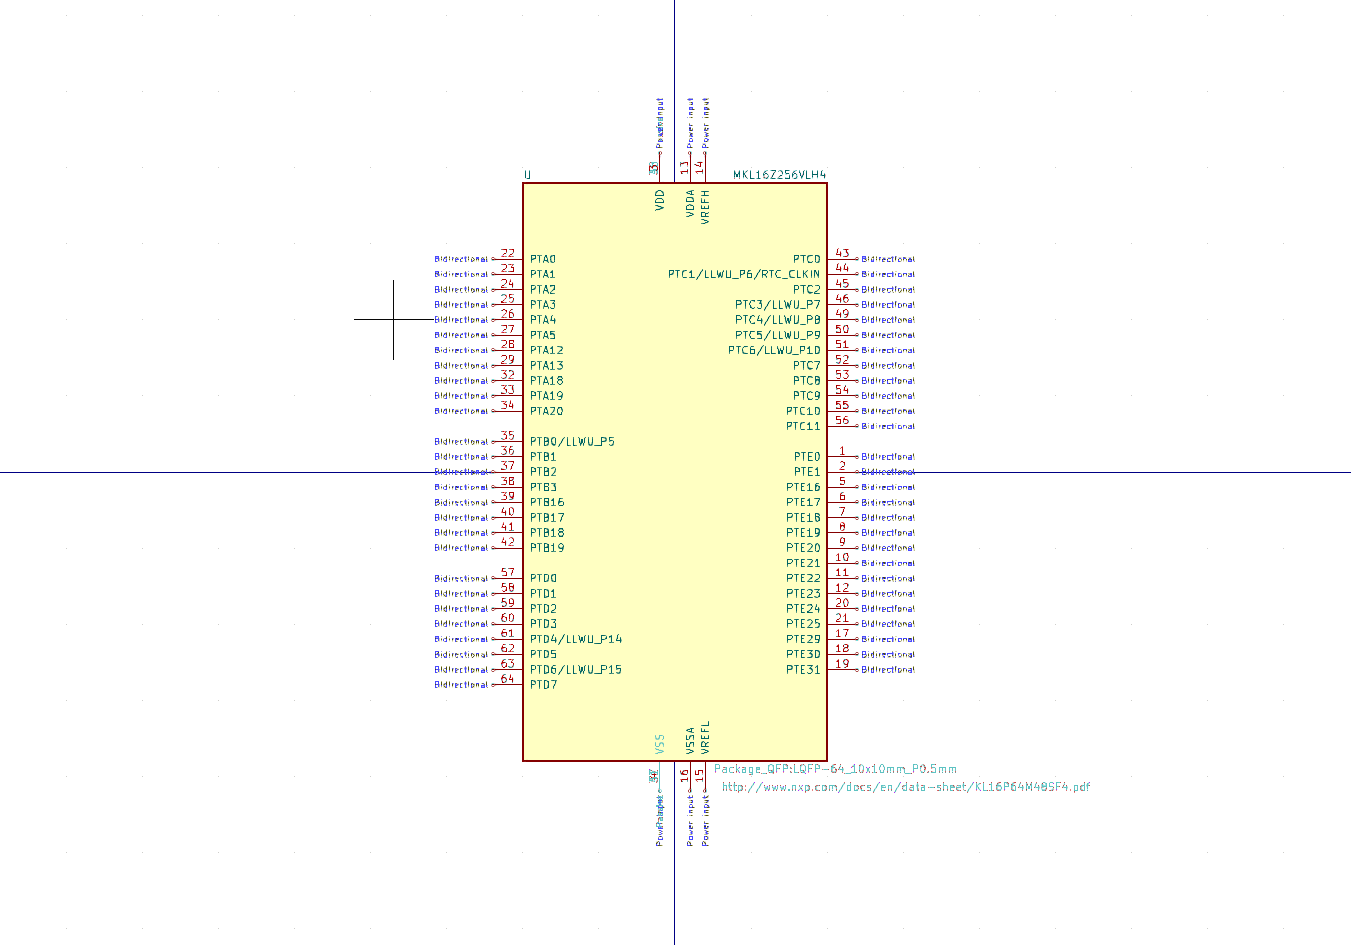 Power input Power input
13 14
U MKL16Z256VLH4
VDD VDDA VREFH
Bidirectional 22 PTA0 PTC0 43 Bidirectional
Bidirectional 23 PTA1 PTC1/LLWU_P6/RTC_CLKIN 44 Bidirectional
Bidirectional 24 PTA2 PTC2 45 Bidirectional
Bidirectional 25 PTA3 PTC3/LLWU_P7 46 Bidirectional
Bidirectional 26 PTA4 PTC4/LLWU_P8 49 Bidirectional
Bidirectional 27 PTA5 PTC5/LLWU_P9 50 Bidirectional
Bidirectional 28 PTA12 PTC6/LLWU_P10 51 Bidirectional
Bidirectional 29 PTA13 PTC7 52 Bidirectional
Bidirectional 32 PTA18 PTC8 53 Bidirectional
Bidirectional 33 PTA19 PTC9 54 Bidirectional
Bidirectional 34 PTA20 PTC10 55 Bidirectional
PTC11 56 Bidirectional
Bidirectional 35 PTB0/LLWU_P5
Bidirectional 36 PTB1 PTE0 1 Bidirectional
Bidirectional 37 PTB2 PTE1 2 Bidirectional
Bidirectional 38 PTB3 PTE16 5 Bidirectional
Bidirectional 39 PTB16 PTE17 6 Bidirectional
Bidirectional 40 PTB17 PTE18 7 Bidirectional
Bidirectional 41 PTB18 PTE19 8 Bidirectional
Bidirectional 42 PTB19 PTE20 9 Bidirectional
PTE21 10 Bidirectional
Bidirectional 57 PTD0 PTE22 11 Bidirectional
Bidirectional 58 PTD1 PTE23 12 Bidirectional
Bidirectional 59 PTD2 PTE24 20 Bidirectional
Bidirectional 60 PTD3 PTE25 21 Bidirectional
Bidirectional 61 PTD4/LLWU_P14 PTE29 17 Bidirectional
Bidirectional 62 PTD5 PTE30 18 Bidirectional
Bidirectional 63 PTD6/LLWU_P15 PTE31 19 Bidirectional
Bidirectional 64 PTD7
VSS VSSA VREFL
16 15
Package_QFP:LQFP-64_10x10mm_P0.5mm
http://www.nxp.com/docs/en/data-sheet/KL16P64M48SF4.pdf
Power input Power input